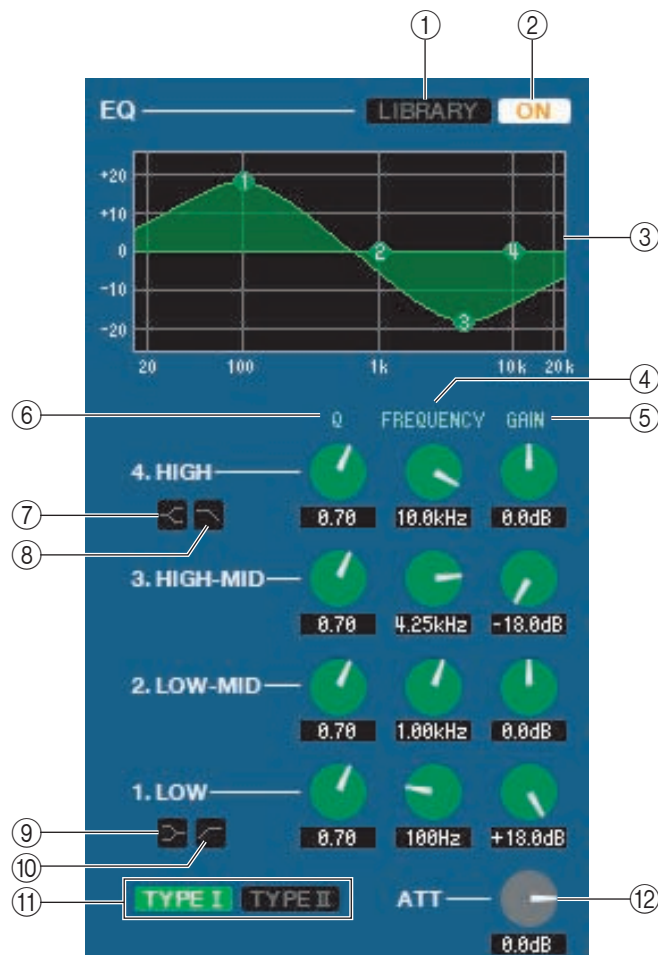 ① ②
EQ LIBRARY ON
+20
+10
0
-10
-20
1 2 4 3
③
20 100 1k 10k 20k
④
⑥ Q FREQUENCY GAIN ⑤
4. HIGH
⑦
⑧
0.70 10.0kHz 0.0dB
3. HIGH-MID
0.70 4.25kHz -18.0dB
2. LOW-MID
0.70 1.00kHz 0.0dB
1. LOW
⑨
⑩
0.70 100Hz +18.0dB
⑪ TYPE I TYPE II ATT ⑫
0.0dB